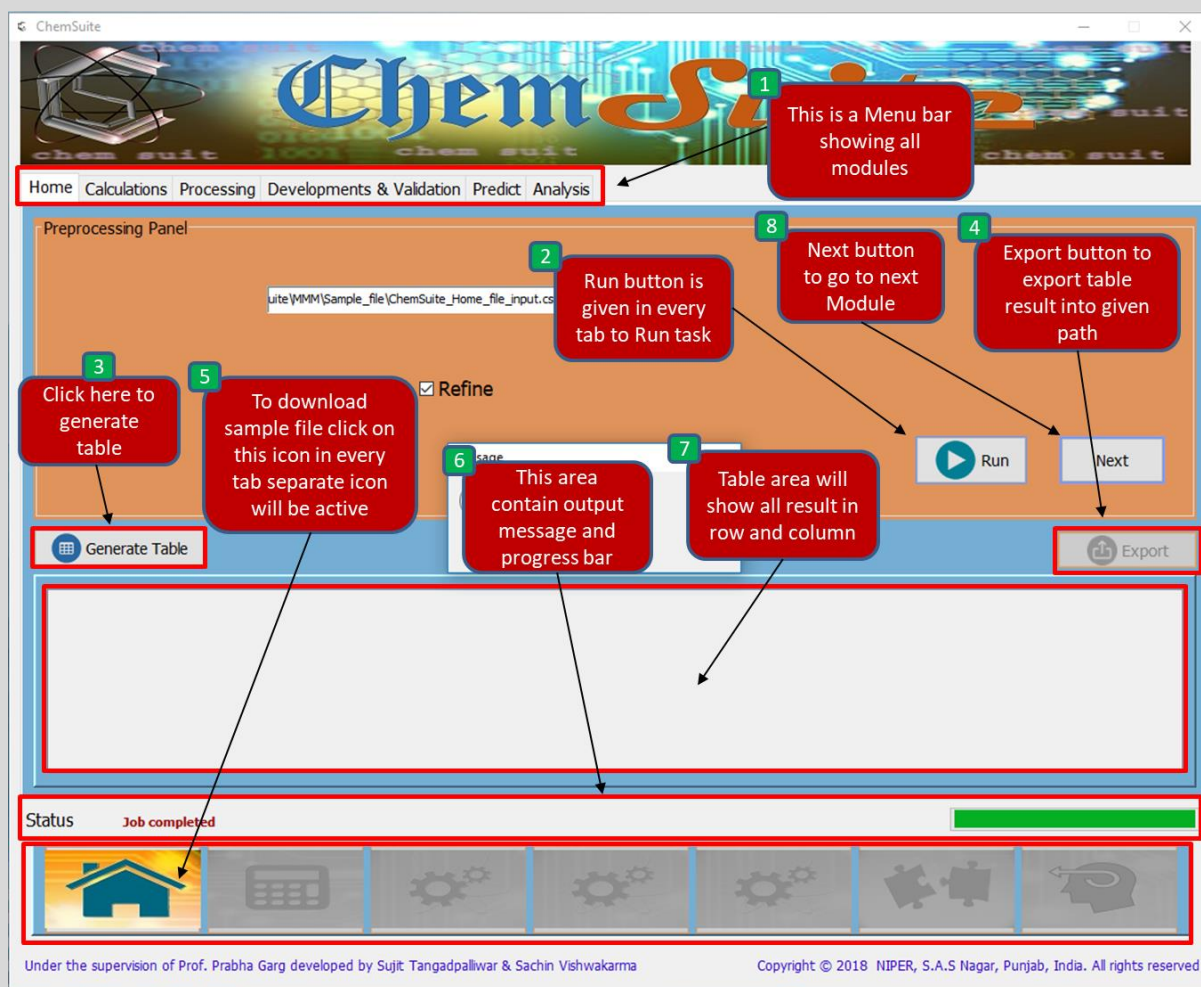 ChemSuite
chem suit
Chem Suite
chem suit
chem suit
chem suit
1001
1
This is a Menu bar
showing all
modules
Home Calculations Processing Developments & Validation Predict Analysis
Preprocessing Panel
8
Next button
to go to next
Module
4
Export button to
export table
result into given
path
2
Run button is
given in every
tab to Run task
uite\MMM\Sample_file\ChemSuite_Home_file_input.cs
3
Click here to
generate
table
5
To download
sample file click on
this icon in every
tab separate icon
will be active
Refine
6
sage
This area
contain output
message and
progress bar
7
Table area will
show all result in
row and column
Run
Next
Generate Table
Export
Status Job completed
Under the supervision of Prof. Prabha Garg developed by Sujit Tangadpalliwar & Sachin Vishwakarma
Copyright © 2018 NIPER, S.A.S Nagar, Punjab, India. All rights reserved